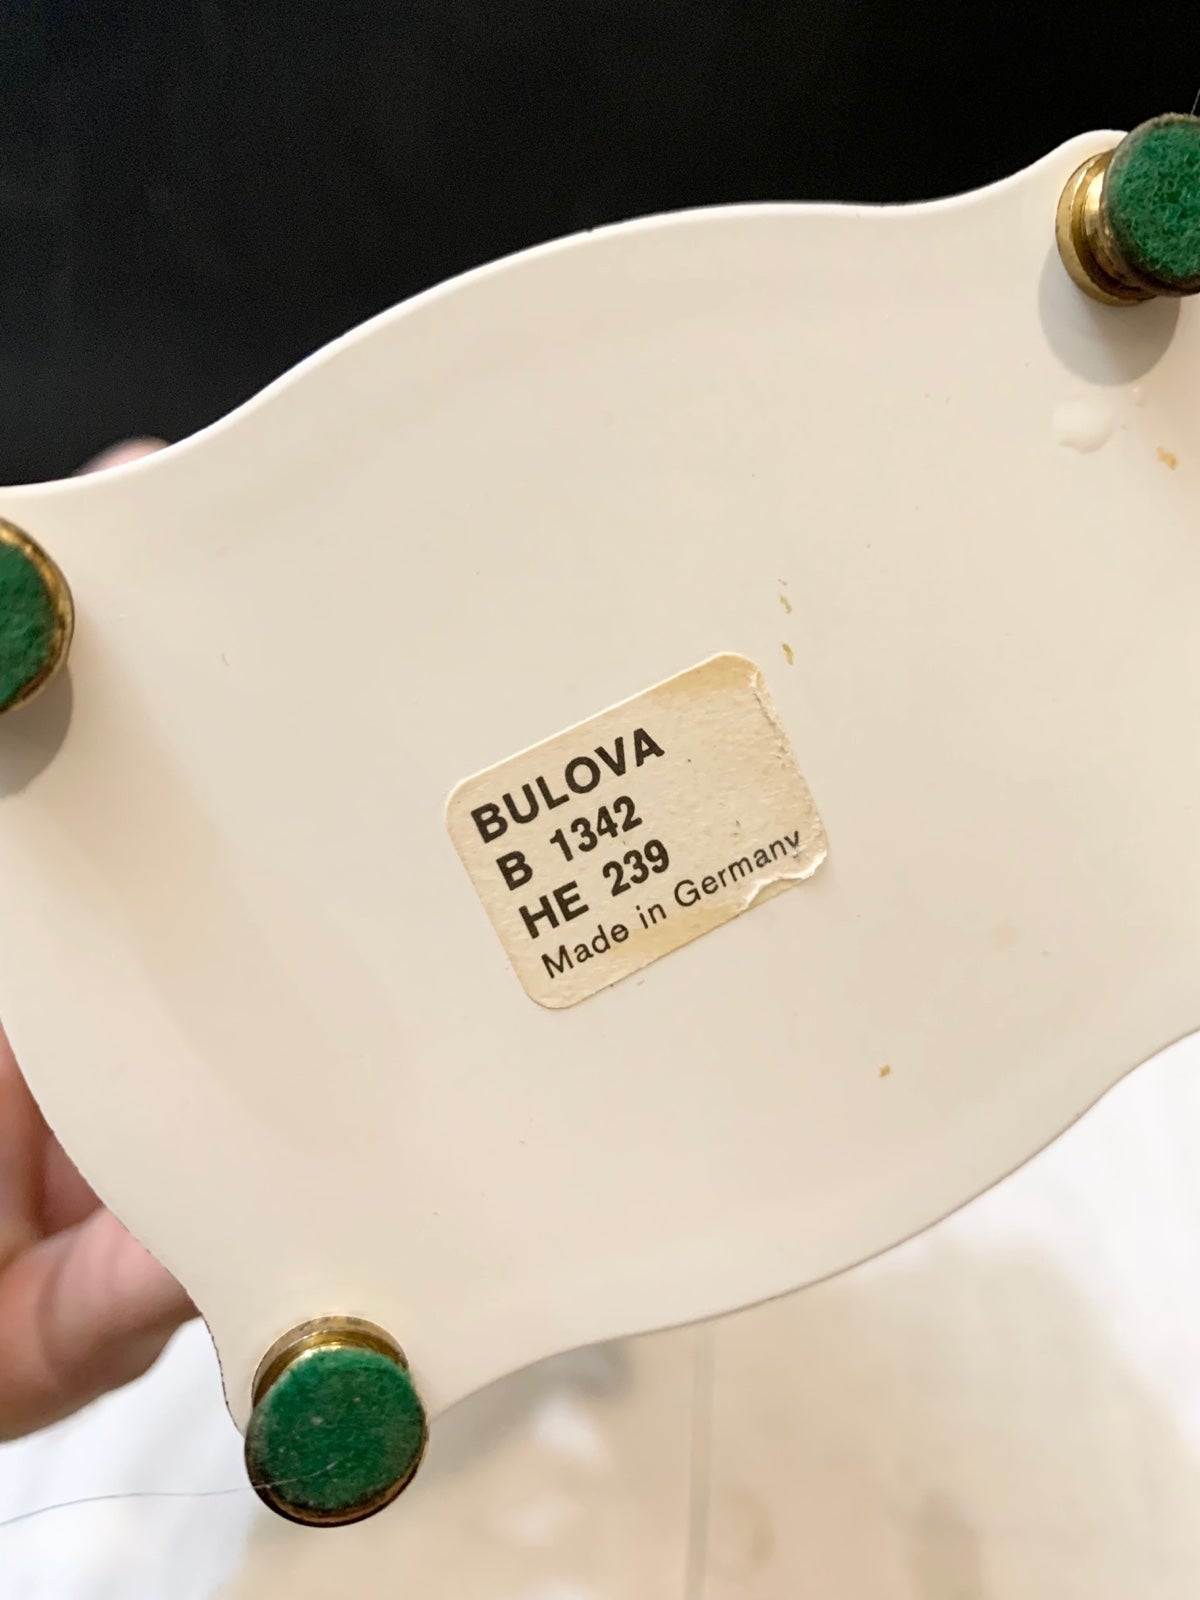 BULOVA
B 1342
HE 239
Made in Germany